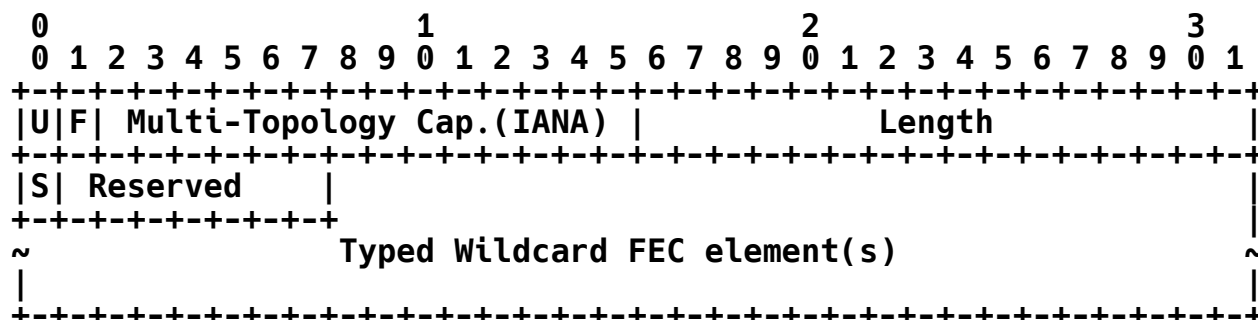 0                   1                   2                   3
 0 1 2 3 4 5 6 7 8 9 0 1 2 3 4 5 6 7 8 9 0 1 2 3 4 5 6 7 8 9 0 1
+-+-+-+-+-+-+-+-+-+-+-+-+-+-+-+-+-+-+-+-+-+-+-+-+-+-+-+-+-+-+-+-+
|U|F| Multi-Topology Cap.(IANA) |            Length             |
+-+-+-+-+-+-+-+-+-+-+-+-+-+-+-+-+-+-+-+-+-+-+-+-+-+-+-+-+-+-+-+-+
|S| Reserved    |                                               |
+-+-+-+-+-+-+-+-+                                               |
~                Typed Wildcard FEC element(s)                  ~
|                                                               |
+-+-+-+-+-+-+-+-+-+-+-+-+-+-+-+-+-+-+-+-+-+-+-+-+-+-+-+-+-+-+-+-+